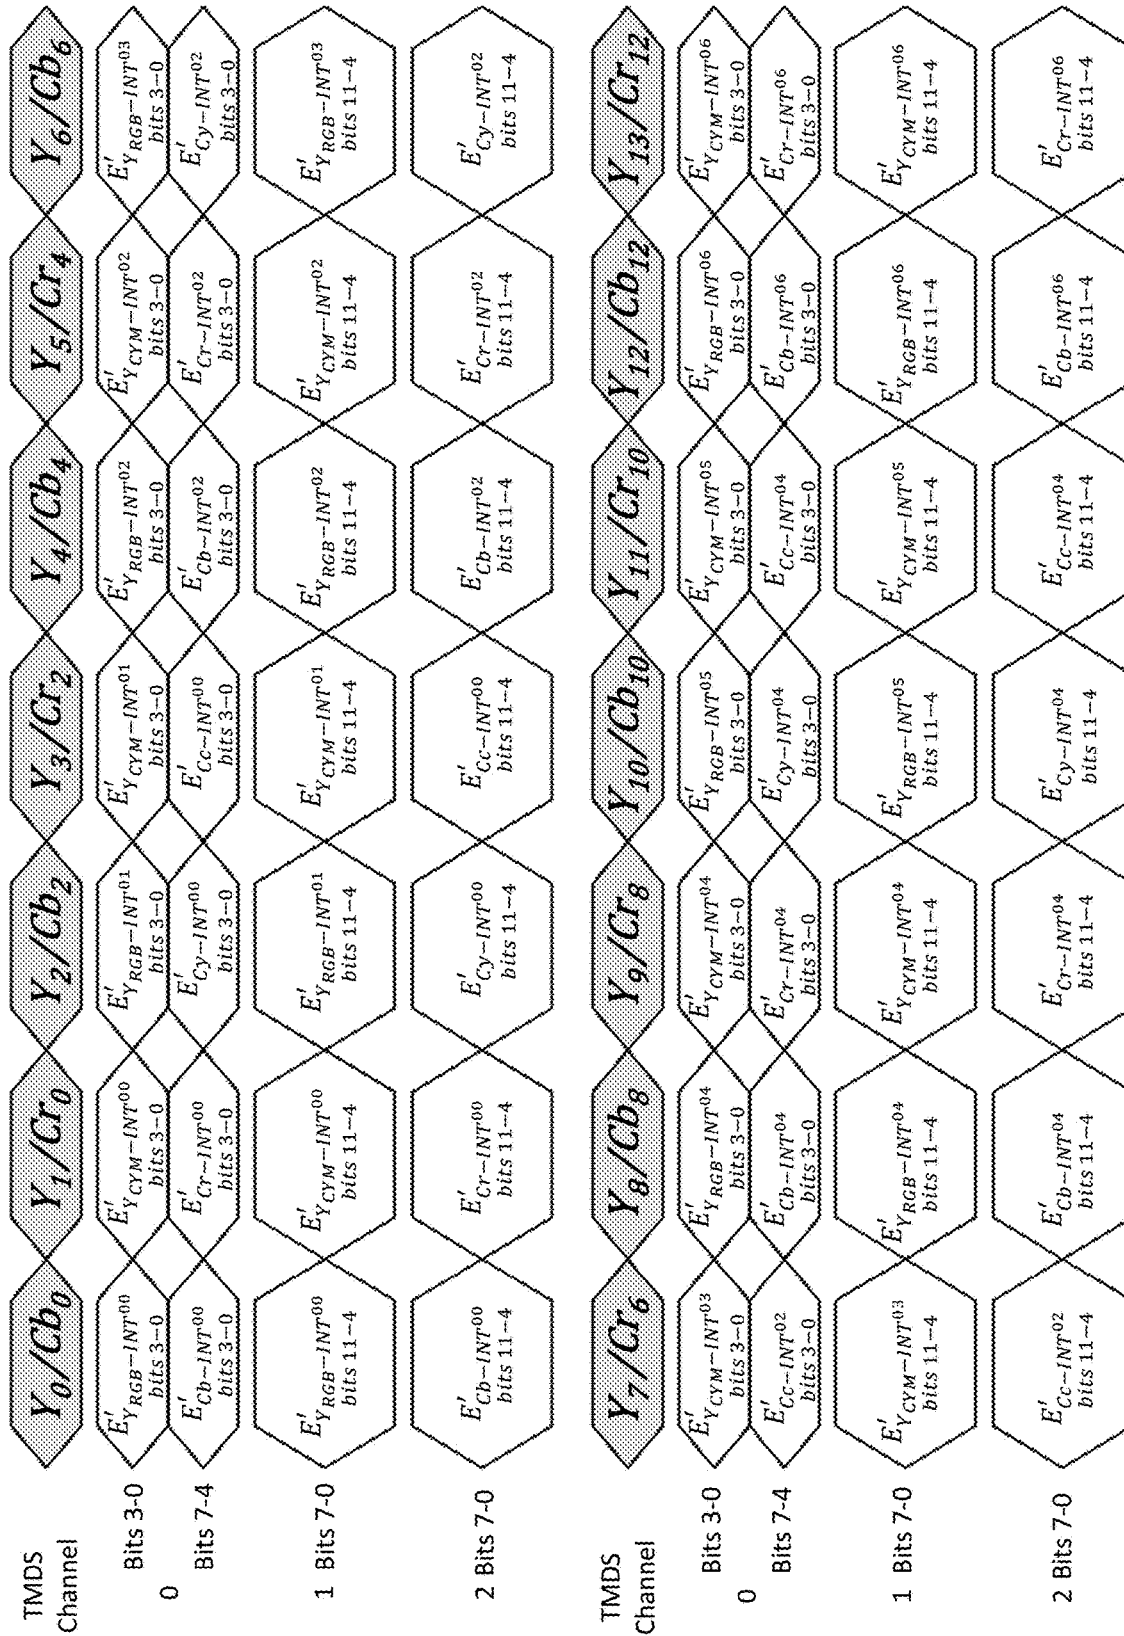 TMDS
Channel
Y0/Cb0
Y1/Cr0
Y2/Cb2
Y3/Cr2
Y4/Cb4
Y5/Cr4
Y6/Cb6
0
Bits 3-0
E′YRGB−INT00
bits 3−0
E′YCYM−INT00
bits 3−0
E′YRGB−INT01
bits 3−0
E′YCYM−INT01
bits 3−0
E′YRGB−INT02
bits 3−0
E′YCYM−INT02
bits 3−0
E′YRGB−INT03
bits 3−0
Bits 7-4
E′Cb−INT00
bits 3−0
E′Cr−INT00
bits 3−0
E′Cy−INT00
bits 3−0
E′Cc−INT00
bits 3−0
E′Cb−INT02
bits 3−0
E′Cr−INT02
bits 3−0
E′Cy−INT02
bits 3−0
1 Bits 7-0
E′YRGB−INT00
bits 11−4
E′YCYM−INT00
bits 11−4
E′YRGB−INT01
bits 11−4
E′YCYM−INT01
bits 11−4
E′YRGB−INT02
bits 11−4
E′YCYM−INT02
bits 11−4
E′YRGB−INT03
bits 11−4
2 Bits 7-0
E′Cb−INT00
bits 11−4
E′Cr−INT00
bits 11−4
E′Cy−INT00
bits 11−4
E′Cc−INT00
bits 11−4
E′Cb−INT02
bits 11−4
E′Cr−INT02
bits 11−4
E′Cy−INT02
bits 11−4
TMDS
Channel
Y7/Cr6
Y8/Cb8
Y9/Cr8
Y10/Cb10
Y11/Cr10
Y12/Cb12
Y13/Cr12
0
Bits 3-0
E′YCYM−INT03
bits 3−0
E′YRGB−INT04
bits 3−0
E′YCYM−INT04
bits 3−0
E′YRGB−INT05
bits 3−0
E′YCYM−INT05
bits 3−0
E′YRGB−INT06
bits 3−0
E′YCYM−INT06
bits 3−0
Bits 7-4
E′Cc−INT02
bits 3−0
E′Cb−INT04
bits 3−0
E′Cr−INT04
bits 3−0
E′Cy−INT04
bits 3−0
E′Cc−INT04
bits 3−0
E′Cb−INT06
bits 3−0
E′Cr−INT06
bits 3−0
1 Bits 7-0
E′YCYM−INT03
bits 11−4
E′YRGB−INT04
bits 11−4
E′YCYM−INT04
bits 11−4
E′YRGB−INT05
bits 11−4
E′YCYM−INT05
bits 11−4
E′YRGB−INT06
bits 11−4
E′YCYM−INT06
bits 11−4
2 Bits 7-0
E′Cc−INT02
bits 11−4
E′Cb−INT04
bits 11−4
E′Cr−INT04
bits 11−4
E′Cy−INT04
bits 11−4
E′Cc−INT04
bits 11−4
E′Cb−INT06
bits 11−4
E′Cr−INT06
bits 11−4